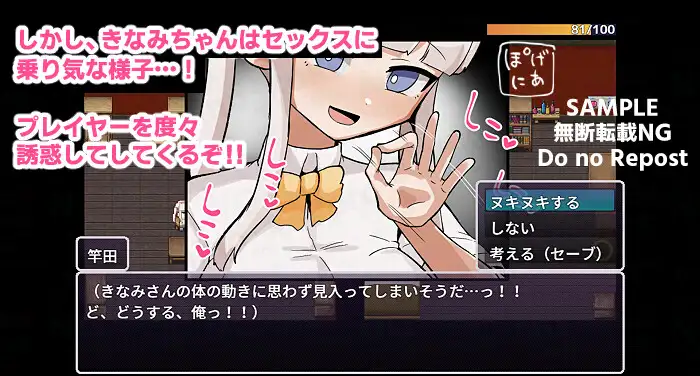 しかし、きなみちゃんはセックスに
乗り気な様子…！
プレイヤーを度々
誘惑してしてくるぞ!!
81/100
ぽげ
にあ
SAMPLE
無断転載NG
Do no Repost
しこ♡
しこ♡
しこ♡
ヌキヌキする
しない
考える（セーブ）
竿田
（きなみさんの体の動きに思わず見入ってしまいそうだ…っ！！
ど、どうする、俺っ！！）